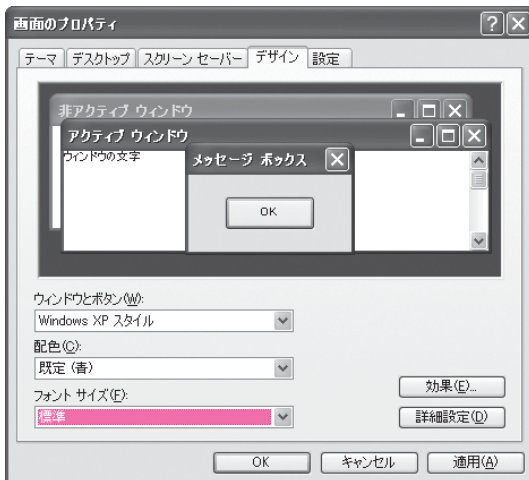 画面のプロパティ
テーマ デスクトップ スクリーン セーバー デザイン 設定
非アクティブ ウィンドウ
アクティブ ウィンドウ
ウィンドウの文字
メッセージ ボックス
OK
ウィンドウとボタン(W):
Windows XP スタイル
配色(C):
既定 (青)
フォント サイズ(F):
標準
効果(E)...
詳細設定(D)
OK キャンセル 適用(A)